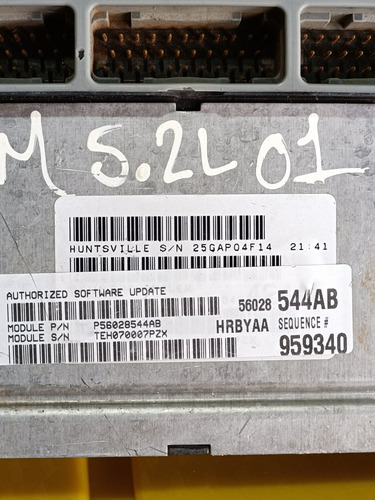 M 5.2L 01
HUNTSVILLE S/N 25GAP04F14 21:41
AUTHORIZED SOFTWARE UPDATE
56028 544AB
MODULE P/N P56028544AB
HRBYAA SEQUENCE #
MODULE S/N TEH070007PZX
959340